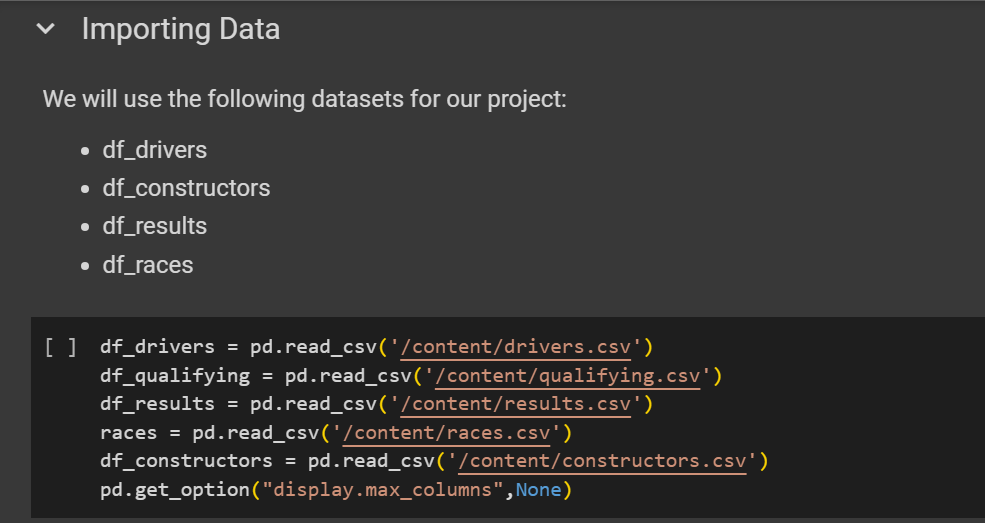 Importing Data
We will use the following datasets for our project:
• df_drivers
• df_constructors
• df_results
• df_races
[ ] df_drivers = pd.read_csv('/content/drivers.csv')
df_qualifying = pd.read_csv('/content/qualifying.csv')
df_results = pd.read_csv('/content/results.csv')
races = pd.read_csv('/content/races.csv')
df_constructors = pd.read_csv('/content/constructors.csv')
pd.get_option("display.max_columns",None)